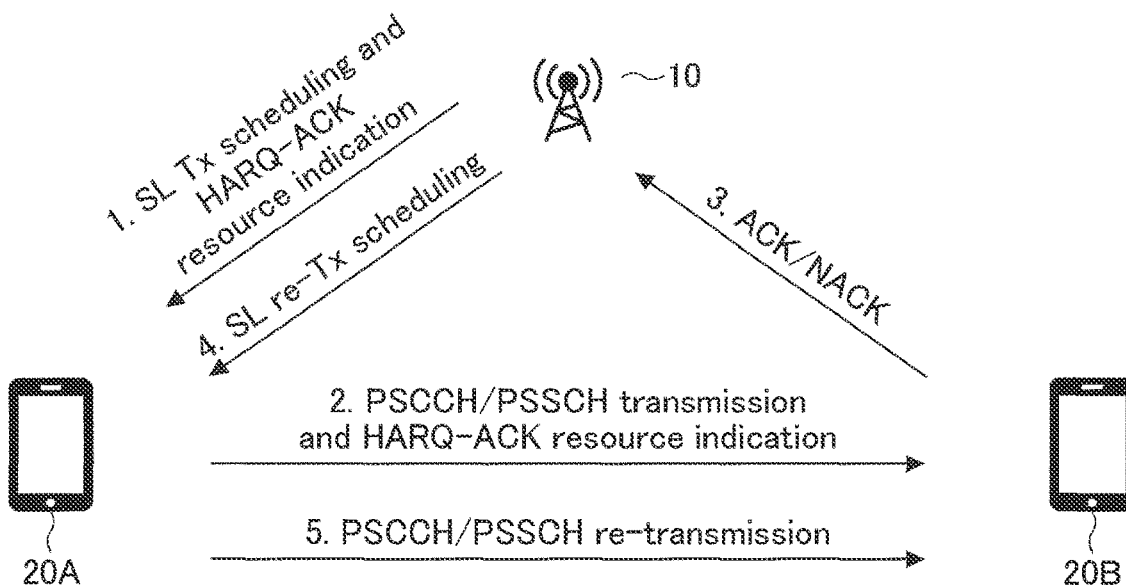 10
1. SL Tx scheduling and
HARQ-ACK
resource indication
4. SL re-Tx scheduling
3. ACK/NACK
2. PSCCH/PSSCH transmission
and HARQ-ACK resource indication
5. PSCCH/PSSCH re-transmission
20A
20B